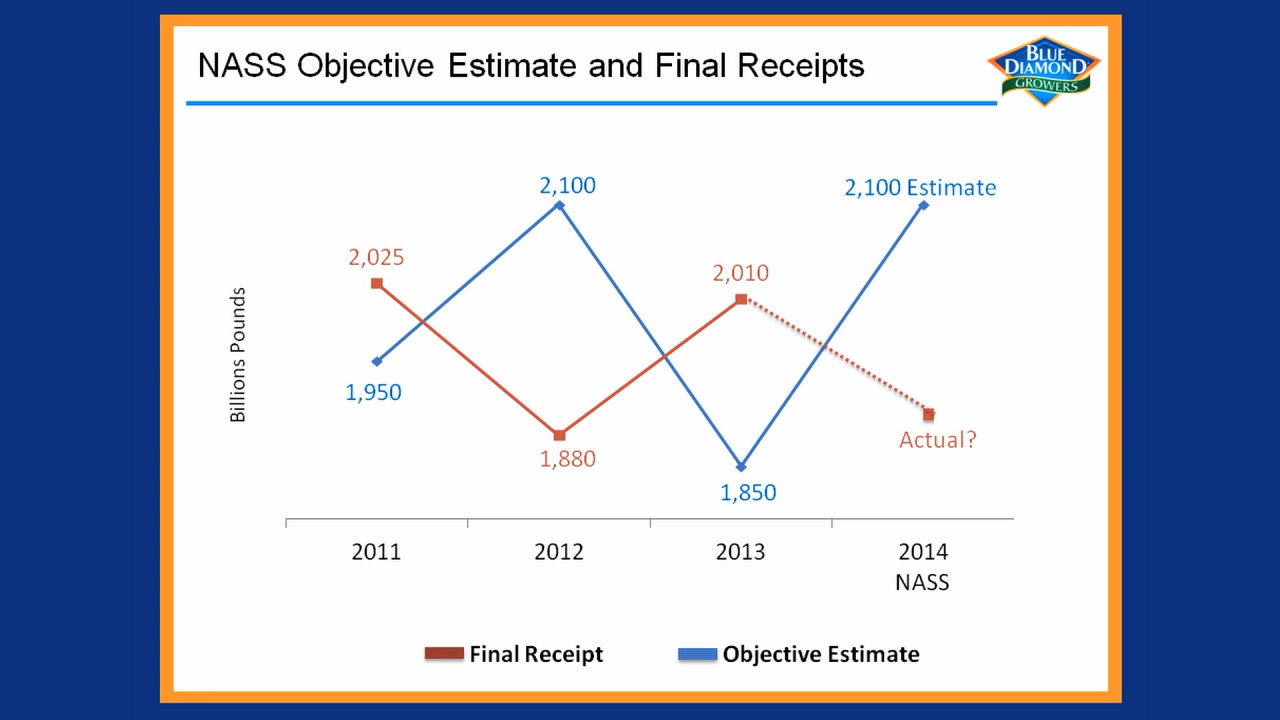 NASS Objective Estimate and Final Receipts
BLUE
DIAMOND
GROWERS
2,100
2,100 Estimate
2,025
2,010
Billions Pounds
1,950
1,880
Actual?
1,850
2011
2012
2013
2014
NASS
Final Receipt
Objective Estimate